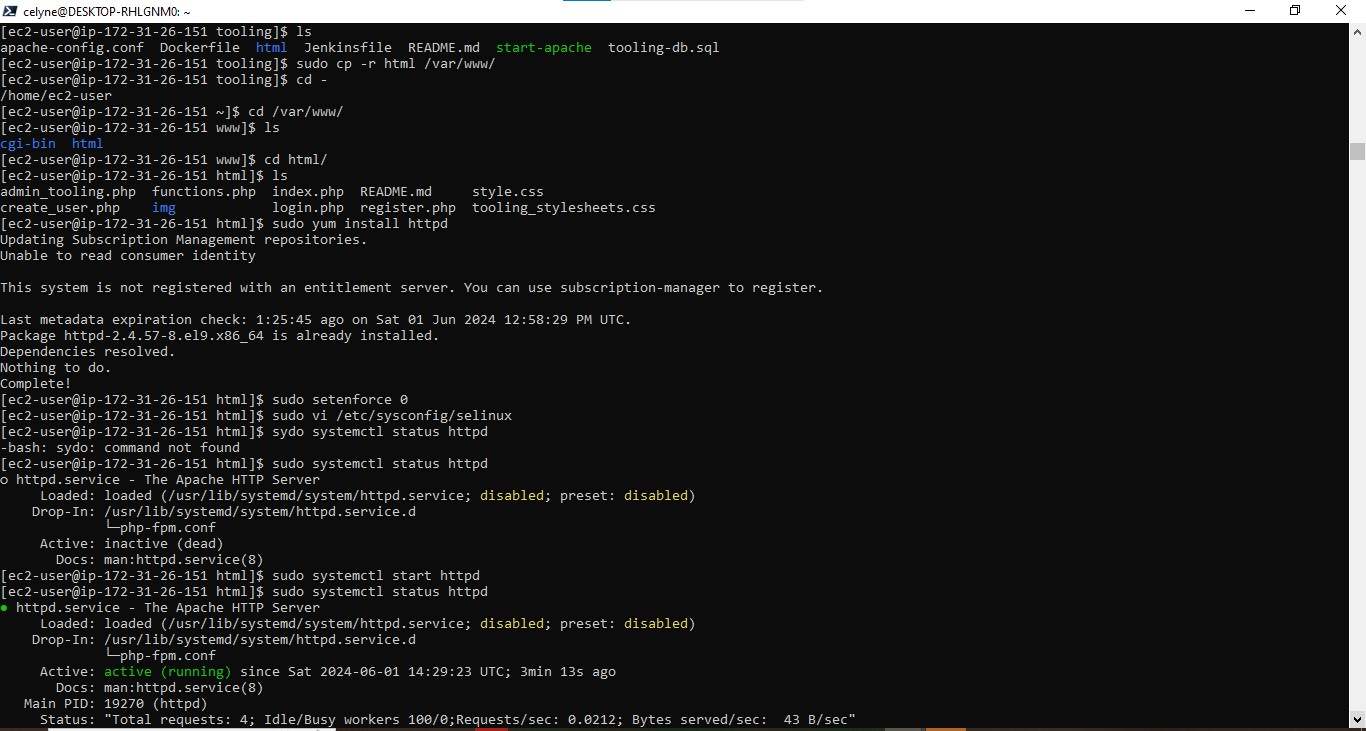 celyne@DESKTOP-RHLGNM0: ~
[ec2-user@ip-172-31-26-151 tooling]$ ls
apache-config.conf  Dockerfile  html  Jenkinsfile  README.md  start-apache  tooling-db.sql
[ec2-user@ip-172-31-26-151 tooling]$ sudo cp -r html /var/www/
[ec2-user@ip-172-31-26-151 tooling]$ cd -
/home/ec2-user
[ec2-user@ip-172-31-26-151 ~]$ cd /var/www/
[ec2-user@ip-172-31-26-151 www]$ ls
cgi-bin  html
[ec2-user@ip-172-31-26-151 www]$ cd html/
[ec2-user@ip-172-31-26-151 html]$ ls
admin_tooling.php  functions.php  index.php  README.md     style.css
create_user.php    img            login.php  register.php  tooling_stylesheets.css
[ec2-user@ip-172-31-26-151 html]$ sudo yum install httpd
Updating Subscription Management repositories.
Unable to read consumer identity
This system is not registered with an entitlement server. You can use subscription-manager to register.
Last metadata expiration check: 1:25:45 ago on Sat 01 Jun 2024 12:58:29 PM UTC.
Package httpd-2.4.57-8.el9.x86_64 is already installed.
Dependencies resolved.
Nothing to do.
Complete!
[ec2-user@ip-172-31-26-151 html]$ sudo setenforce 0
[ec2-user@ip-172-31-26-151 html]$ sudo vi /etc/sysconfig/selinux
[ec2-user@ip-172-31-26-151 html]$ sydo systemctl status httpd
-bash: sydo: command not found
[ec2-user@ip-172-31-26-151 html]$ sudo systemctl status httpd
○ httpd.service - The Apache HTTP Server
     Loaded: loaded (/usr/lib/systemd/system/httpd.service; disabled; preset: disabled)
    Drop-In: /usr/lib/systemd/system/httpd.service.d
             └─php-fpm.conf
     Active: inactive (dead)
       Docs: man:httpd.service(8)
[ec2-user@ip-172-31-26-151 html]$ sudo systemctl start httpd
[ec2-user@ip-172-31-26-151 html]$ sudo systemctl status httpd
● httpd.service - The Apache HTTP Server
     Loaded: loaded (/usr/lib/systemd/system/httpd.service; disabled; preset: disabled)
    Drop-In: /usr/lib/systemd/system/httpd.service.d
             └─php-fpm.conf
     Active: active (running) since Sat 2024-06-01 14:29:23 UTC; 3min 13s ago
       Docs: man:httpd.service(8)
   Main PID: 19270 (httpd)
     Status: "Total requests: 4; Idle/Busy workers 100/0;Requests/sec: 0.0212; Bytes served/sec:  43 B/sec"